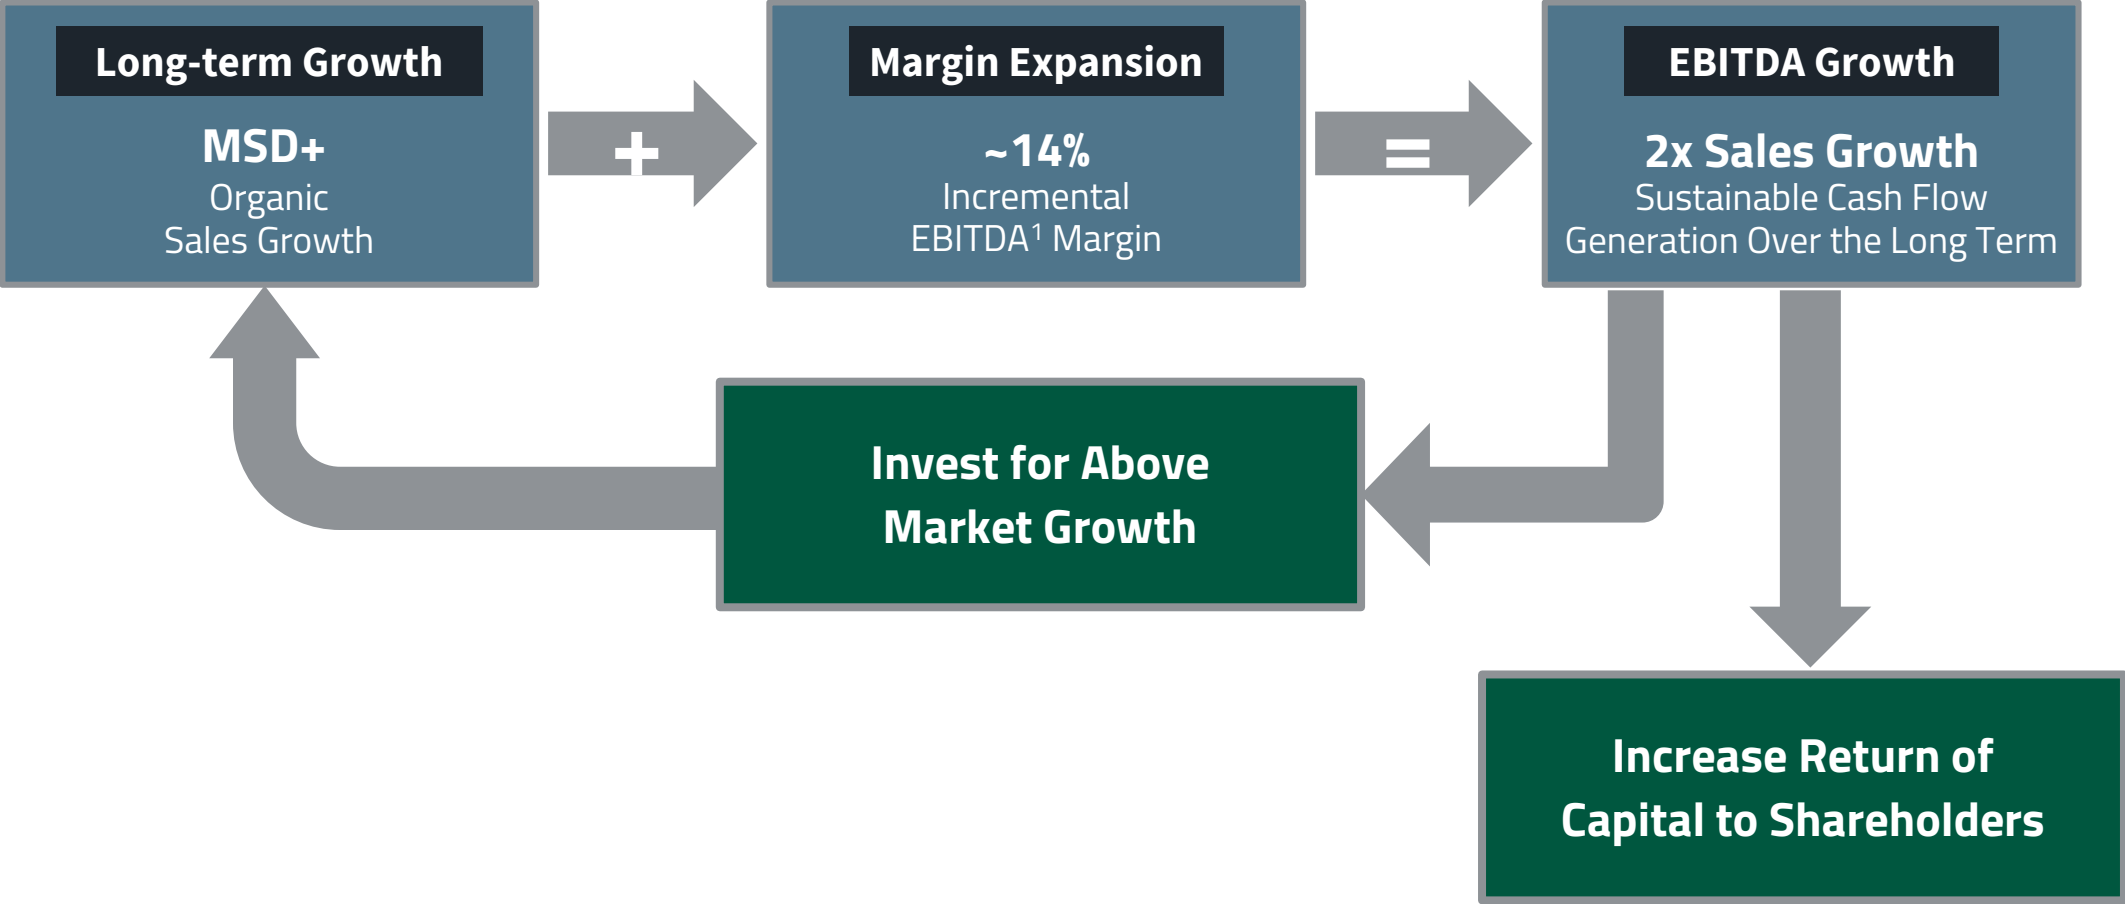 Long-term Growth
MSD+
Organic
Sales Growth
+
Margin Expansion
~14%
Incremental
EBITDA¹ Margin
=
EBITDA Growth
2x Sales Growth
Sustainable Cash Flow
Generation Over the Long Term
Invest for Above
Market Growth
Increase Return of
Capital to Shareholders